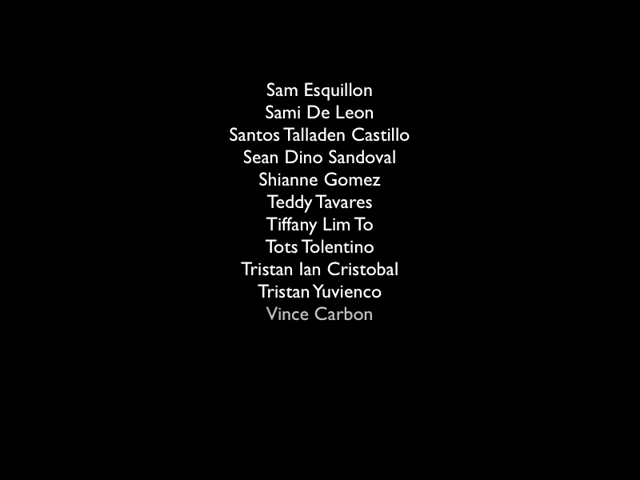 Sam Esquillon
Sami De Leon
Santos Talladen Castillo
Sean Dino Sandoval
Shianne Gomez
Teddy Tavares
Tiffany Lim To
Tots Tolentino
Tristan Ian Cristobal
Tristan Yuvienco
Vince Carbon